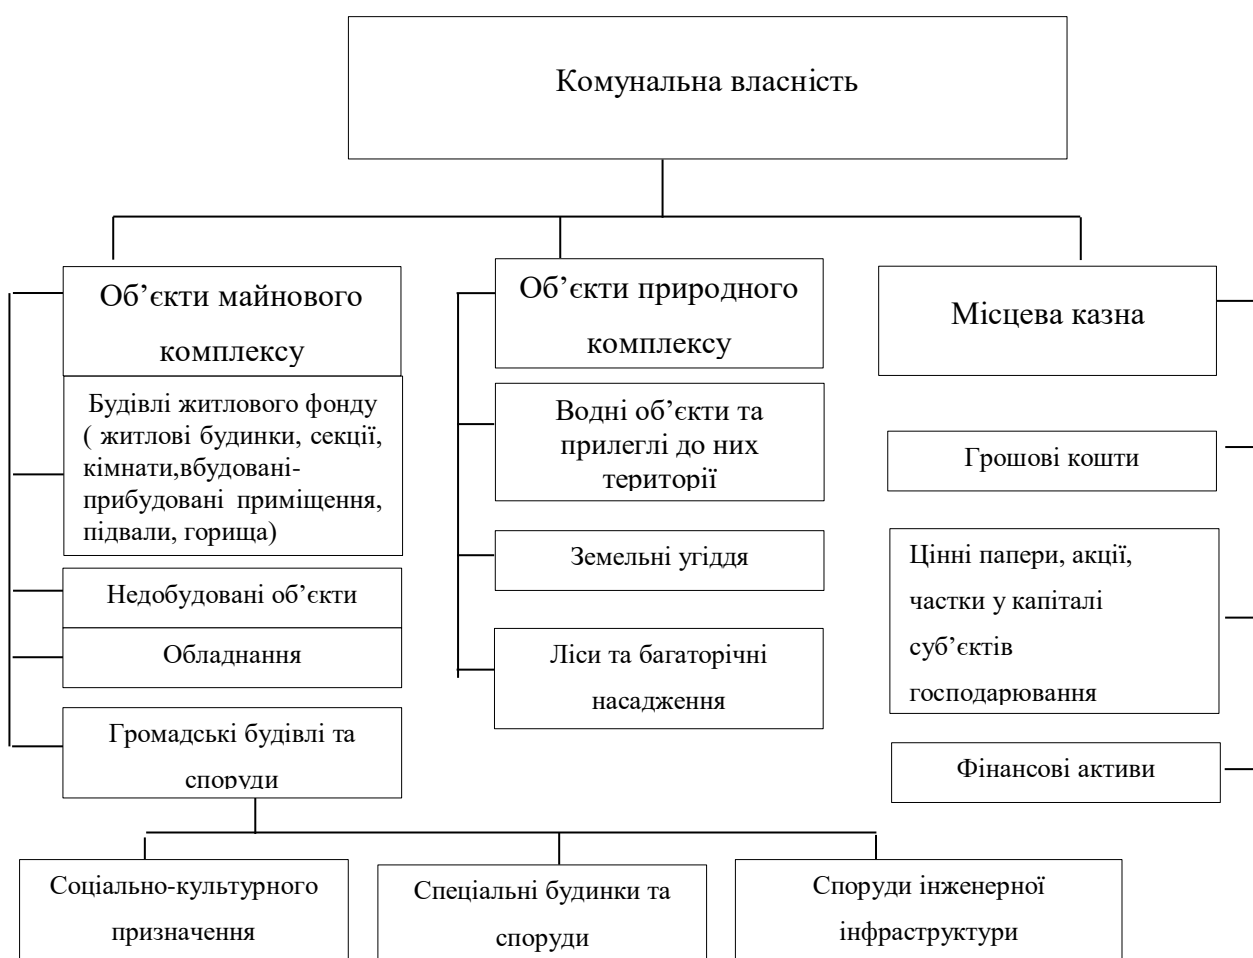 Комунальна власність
Об’єкти майнового
комплексу
Об’єкти природного
комплексу
Місцева казна
Будівлі житлового фонду
( житлові будинки, секції,
кімнати,вбудовані-
прибудовані приміщення,
підвали, горища)
Водні об’єкти та
прилеглі до них
території
Грошові кошти
Недобудовані об’єкти
Земельні угіддя
Цінні папери, акції,
частки у капіталі
суб’єктів
господарювання
Обладнання
Ліси та багаторічні
насадження
Громадські будівлі та
споруди
Фінансові активи
Соціально-культурного
призначення
Спеціальні будинки та
споруди
Споруди інженерної
інфраструктури